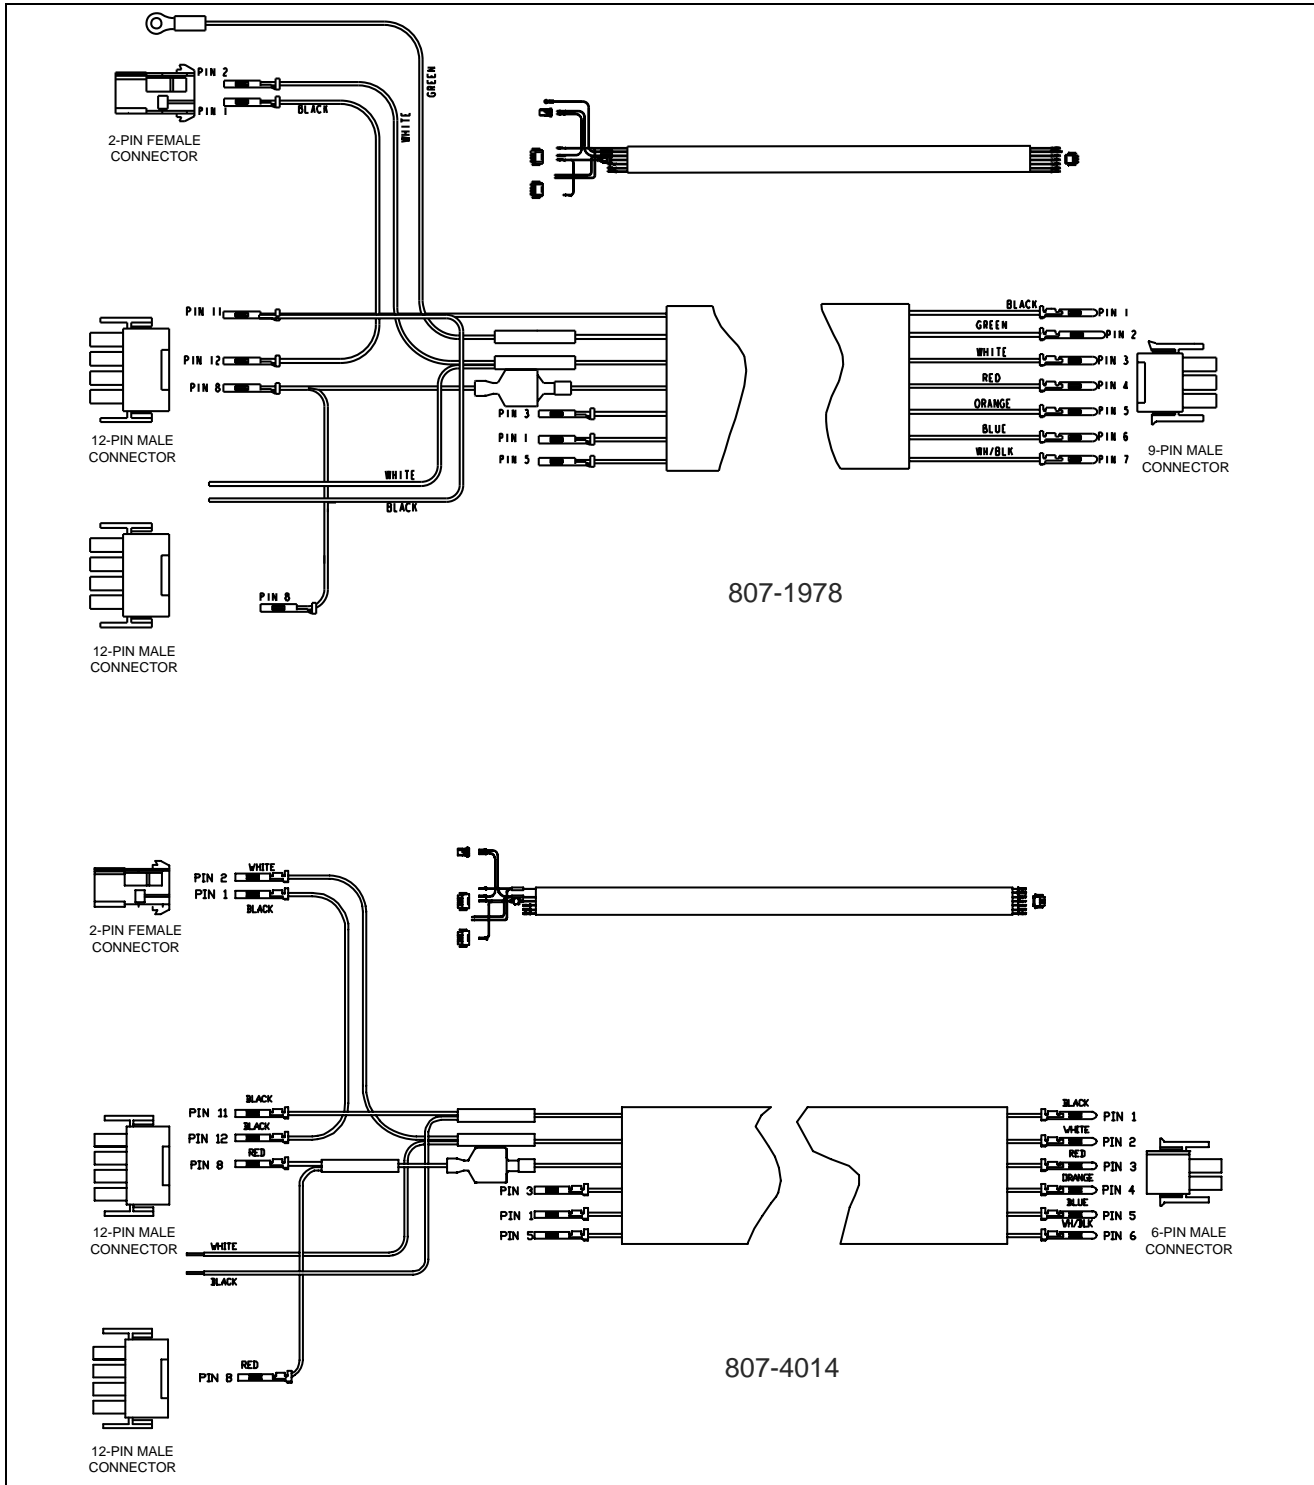 PIN 2
GREEN
PIN 1
BLACK
WHITE
2-PIN FEMALE
CONNECTOR
PIN 11
BLACK
PIN 1
GREEN
PIN 2
PIN 12
WHITE
PIN 3
PIN 8
RED
PIN 4
PIN 3
ORANGE
PIN 5
PIN 1
BLUE
PIN 6
PIN 5
WH/BLK
PIN 7
12-PIN MALE
CONNECTOR
9-PIN MALE
CONNECTOR
WHITE
BLACK
PIN 8
807-1978
12-PIN MALE
CONNECTOR
WHITE
PIN 2
PIN 1
BLACK
2-PIN FEMALE
CONNECTOR
BLACK
PIN 11
BLACK
PIN 12
RED
PIN 8
PIN 3
PIN 1
PIN 5
BLACK
PIN 1
WHITE
PIN 2
RED
PIN 3
ORANGE
PIN 4
BLUE
PIN 5
WH/BLK
PIN 6
12-PIN MALE
CONNECTOR
6-PIN MALE
CONNECTOR
WHITE
BLACK
RED
PIN 8
807-4014
12-PIN MALE
CONNECTOR